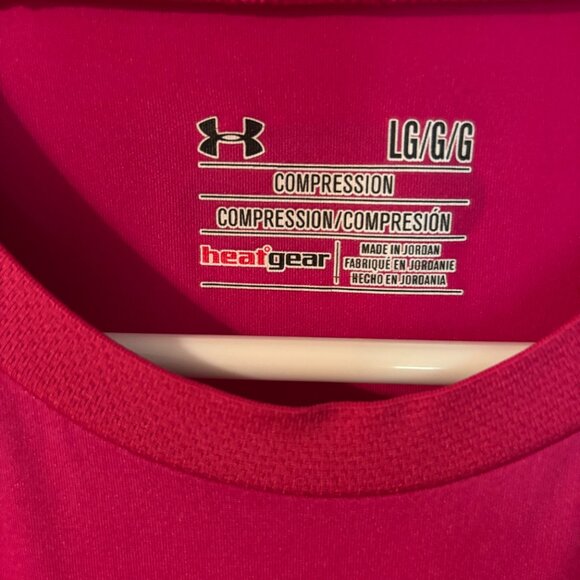 LG/G/G
COMPRESSION
COMPRESSION/COMPRESIÓN
heatgear
MADE IN JORDAN
FABRIQUÉ EN JORDANIE
HECHO EN JORDANIA